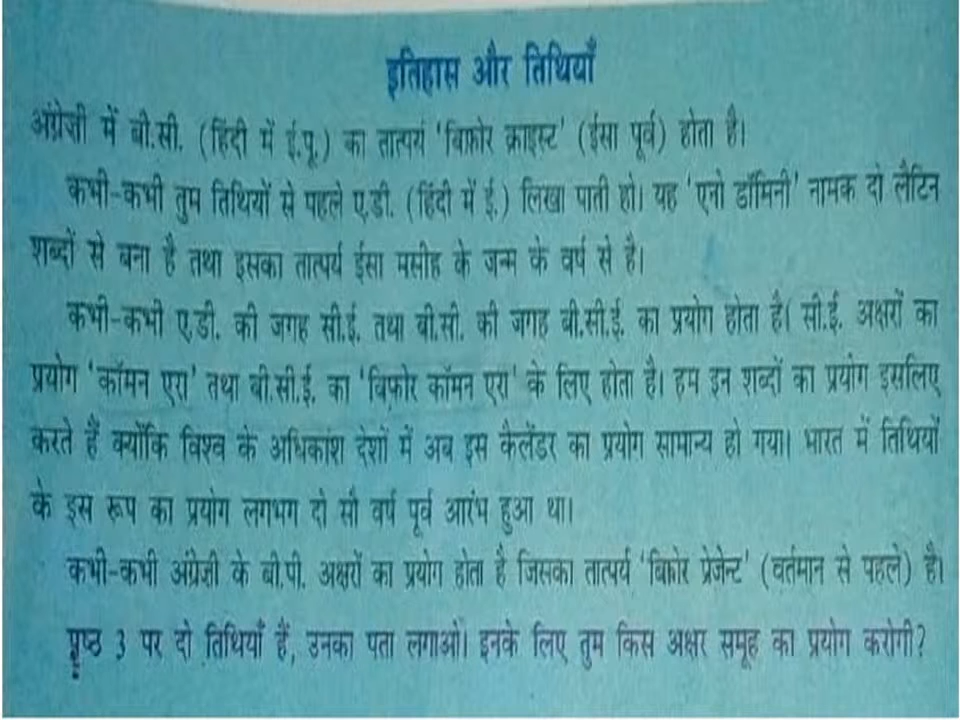 इतिहास और तिथियाँ
अंग्रेज़ी में बी.सी. (हिंदी में ई.पू.) का तात्पर्य 'बिफ़ोर क्राइस्ट' (ईसा पूर्व) होता है।
कभी-कभी तुम तिथियों से पहले ए.डी. (हिंदी में ई.) लिखा पाती हो। यह 'एनो डॉमिनी' नामक दो लैटिन
शब्दों से बना है तथा इसका तात्पर्य ईसा मसीह के जन्म के वर्ष से है।
कभी-कभी ए.डी. की जगह सी.ई. तथा बी.सी. की जगह बी.सी.ई. का प्रयोग होता है। सी.ई. अक्षरों का
प्रयोग 'कॉमन एरा' तथा बी.सी.ई. का 'बिफ़ोर कॉमन एरा' के लिए होता है। हम इन शब्दों का प्रयोग इसलिए
करते हैं क्योंकि विश्व के अधिकांश देशों में अब इस कैलेंडर का प्रयोग सामान्य हो गया। भारत में तिथियों
के इस रूप का प्रयोग लगभग दो सौ वर्ष पूर्व आरंभ हुआ था।
कभी-कभी अंग्रेज़ी के बी.पी. अक्षरों का प्रयोग होता है जिसका तात्पर्य 'बिफ़ोर प्रेजेन्ट' (वर्तमान से पहले) है।
पृष्ठ 3 पर दो तिथियाँ हैं, उनका पता लगाओ। इनके लिए तुम किस अक्षर समूह का प्रयोग करोगी?